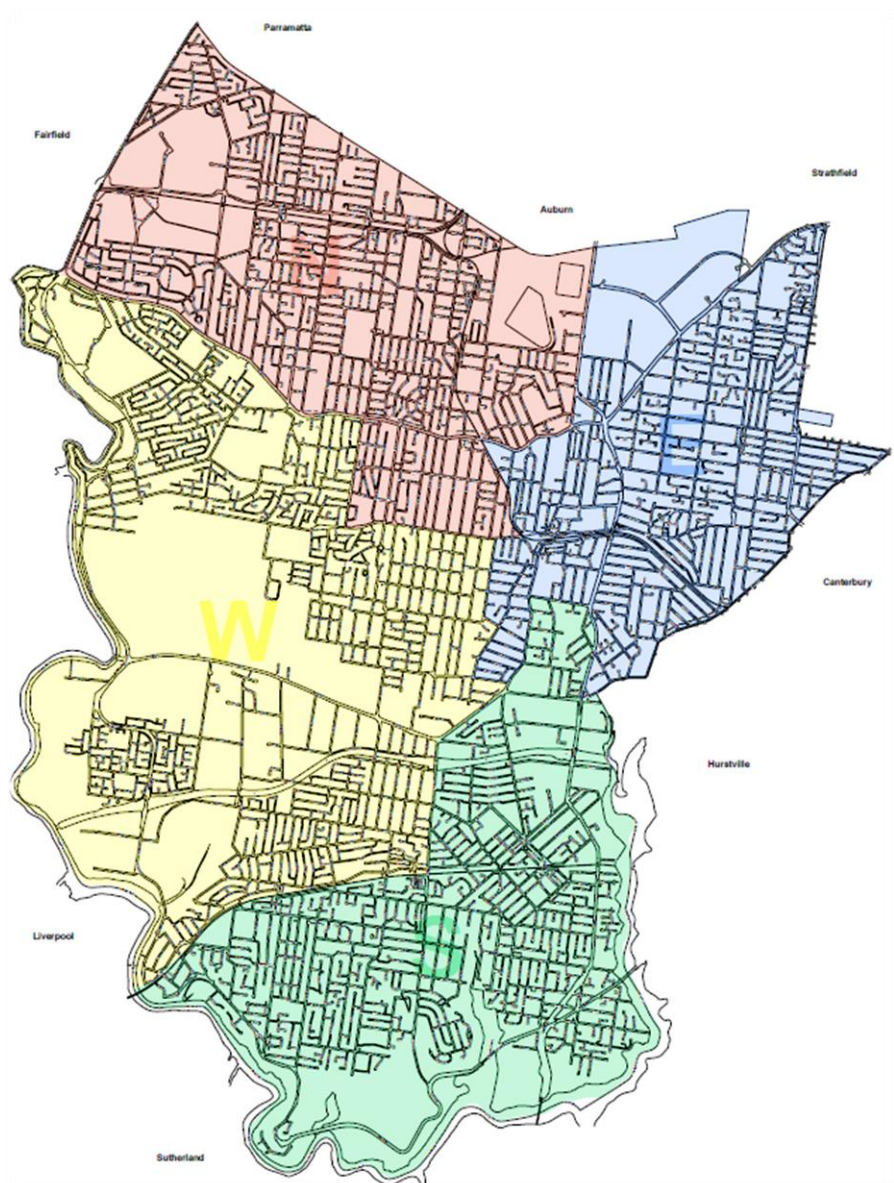 Parramatta
Fairfield
Strathfield
Auburn
N
E
Canterbury
W
Hurstville
Liverpool
S
Sutherland